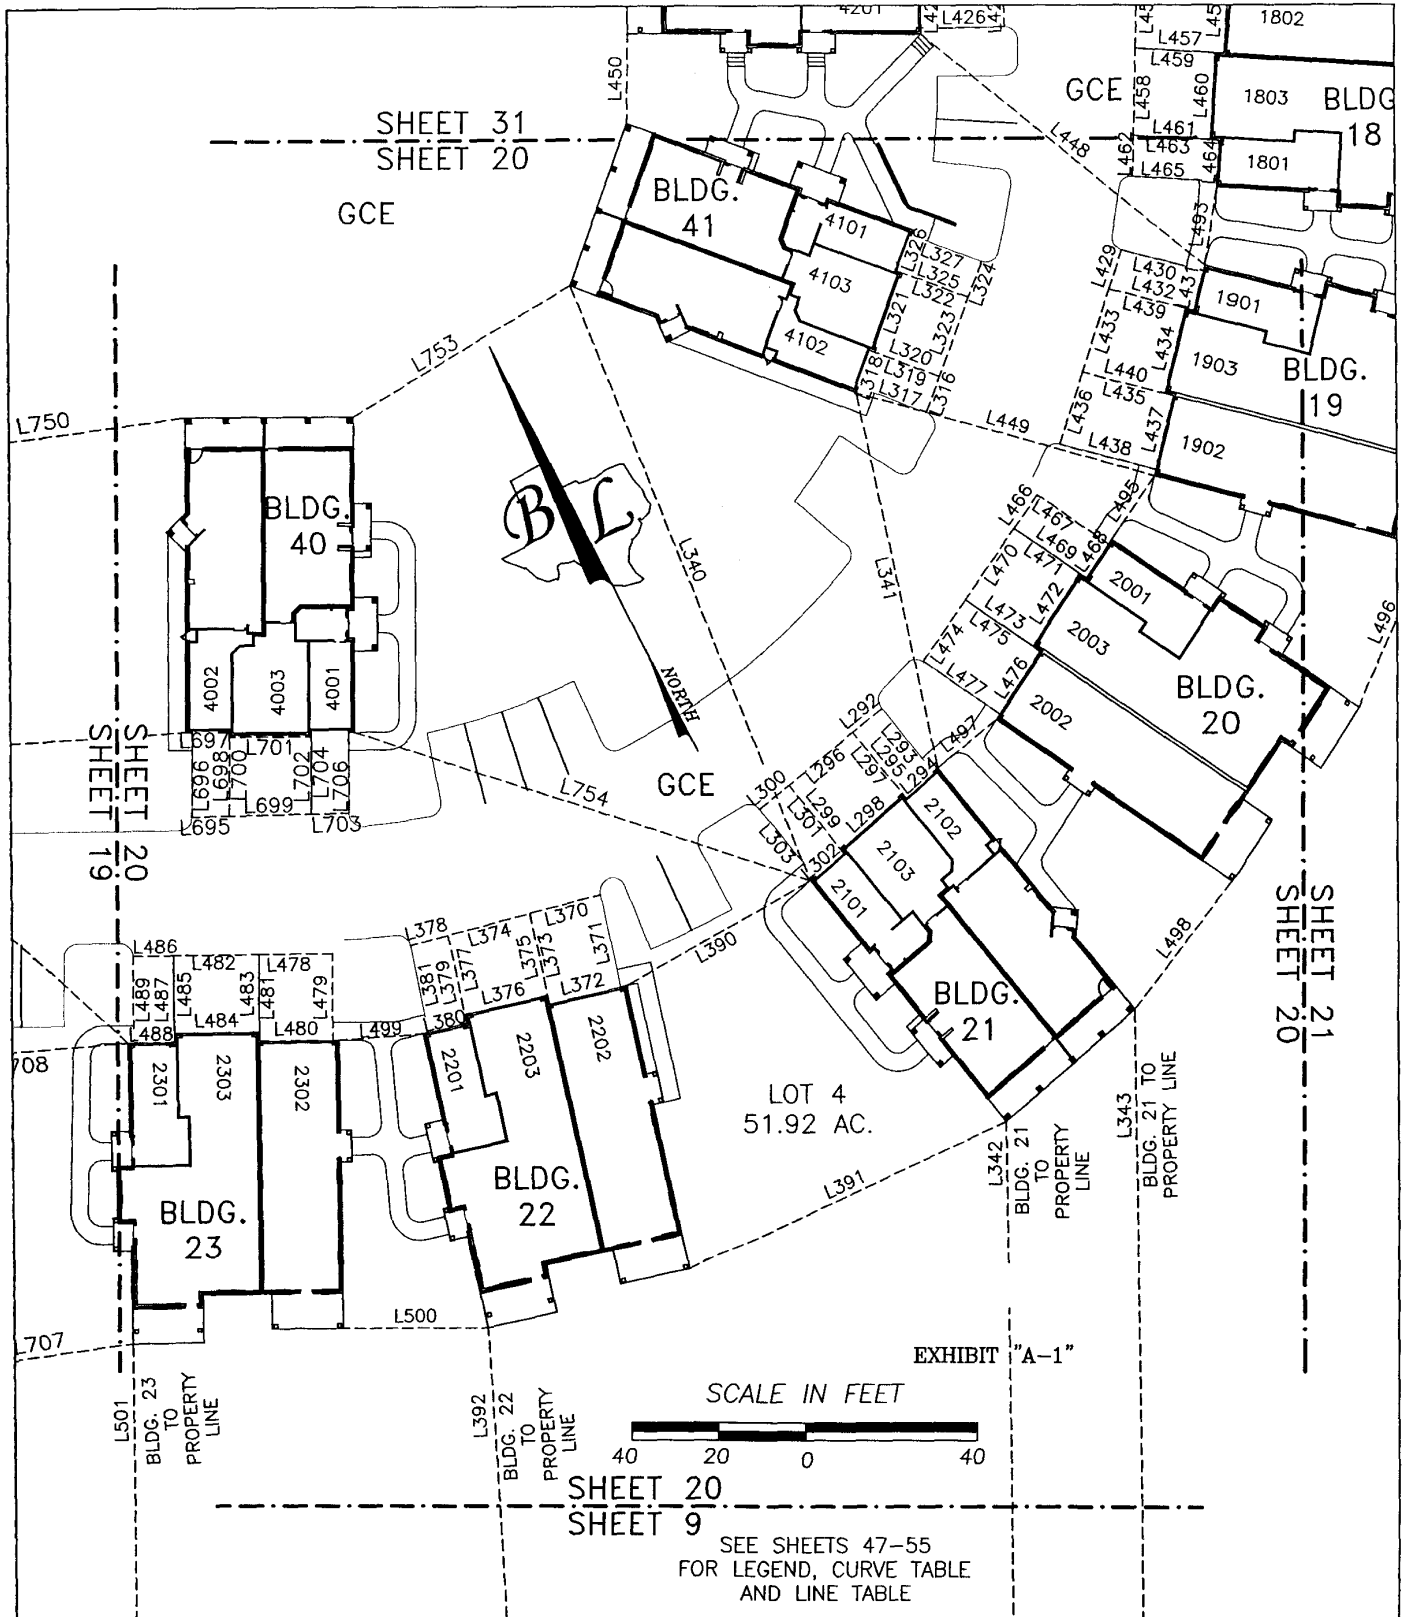 4201
L426
L457
1802
L459
L450
GCE
L458
L460
1803
BLDG
18
SHEET 31
SHEET 20
L461
L463
L462
L464
L465
1801
L448
GCE
BLDG.
41
4101
L326
L327
L325
L324
L322
4103
L321
L323
L320
L319
4102
L318
L317
L316
L493
L429
L430
L432
L439
1901
L433
L434
1903
L440
L435
BLDG.
19
L436
L437
L438
1902
L449
L753
L750
BLDG.
40
B L
NORTH
L340
L341
L466
L467
L495
L469
L468
L470
L471
L472
2001
L473
2003
L474
L475
L476
L477
2002
BLDG.
20
L496
4002
4003
4001
SHEET 20
SHEET 19
L697
L701
L696
L698
L700
L702
L704
L706
L699
L695
L703
L754
GCE
L292
L293
L295
L296
L297
L294
L497
L300
L299
L298
L301
L303
L302
2102
2103
2101
BLDG.
21
L498
SHEET 21
SHEET 20
L378
L374
L370
L371
L375
L373
L377
L379
L381
L376
L372
L380
L390
L486
L482
L478
L489
L487
L485
L483
L481
L479
L488
L484
L480
L499
708
2301
2303
2302
2201
2203
2202
BLDG.
23
BLDG.
22
LOT 4
51.92 AC.
L391
L342
BLDG. 21
TO
PROPERTY
LINE
L343
BLDG. 21 TO
PROPERTY LINE
L500
L707
L501
BLDG. 23
TO
PROPERTY
LINE
L392
BLDG. 22
TO
PROPERTY
LINE
EXHIBIT "A-1"
SCALE IN FEET
40 20 0 40
SHEET 20
SHEET 9
SEE SHEETS 47-55
FOR LEGEND, CURVE TABLE
AND LINE TABLE